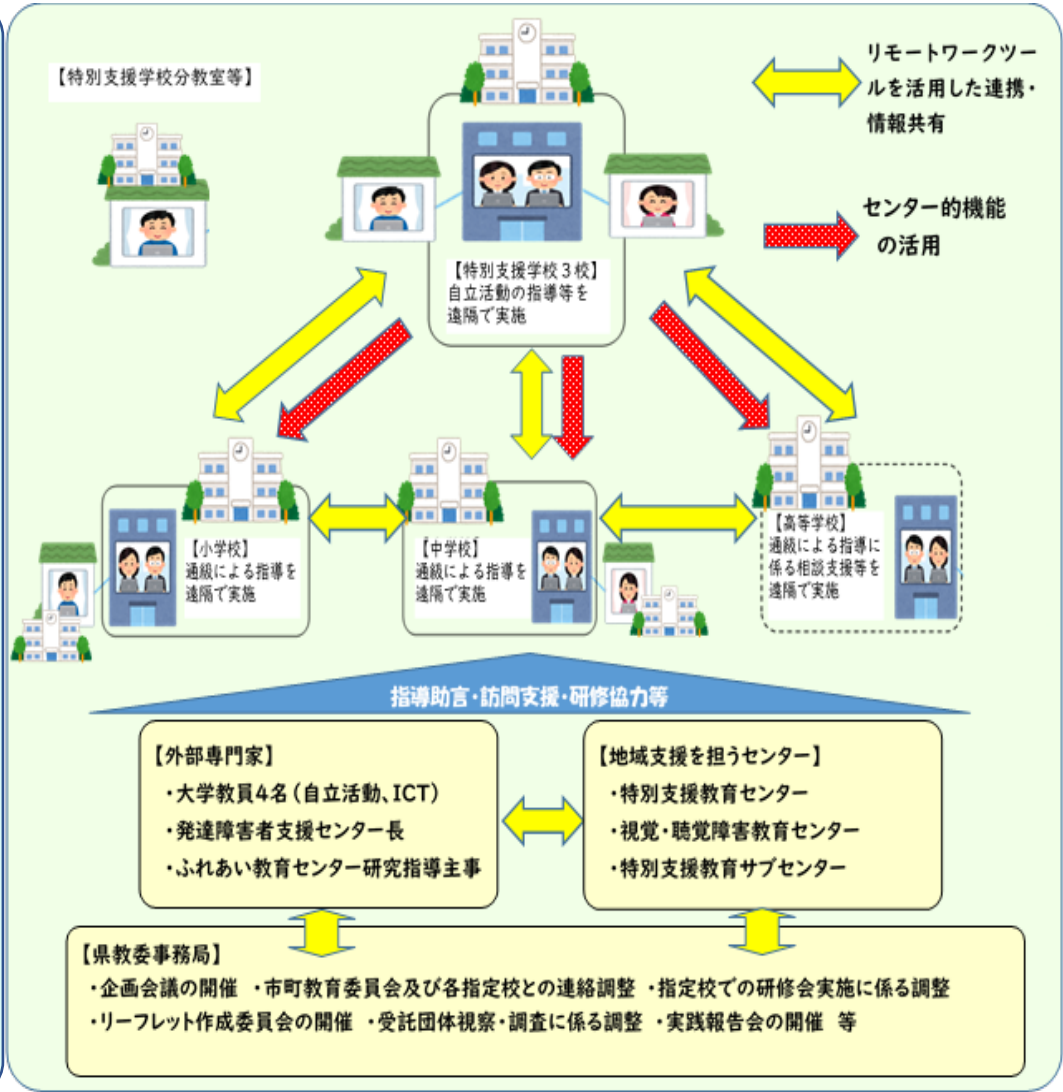 【特別支援学校分教室等】
リモートワークツー
ルを活用した連携・
情報共有
センター的機能
の活用
【特別支援学校3校】
自立活動の指導等を
遠隔で実施
【小学校】
通級による指導を
遠隔で実施
【中学校】
通級による指導を
遠隔で実施
【高等学校】
通級による指導に
係る相談支援等を
遠隔で実施
指導助言・訪問支援・研修協力等
【外部専門家】
・大学教員4名(自立活動、ICT)
・発達障害者支援センター長
・ふれあい教育センター研究指導主事
【地域支援を担うセンター】
・特別支援教育センター
・視覚・聴覚障害教育センター
・特別支援教育サブセンター
【県教委事務局】
・企画会議の開催 ・市町教育委員会及び各指定校との連絡調整 ・指定校での研修会実施に係る調整
・リーフレット作成委員会の開催 ・受託団体視察・調査に係る調整 ・実践報告会の開催 等